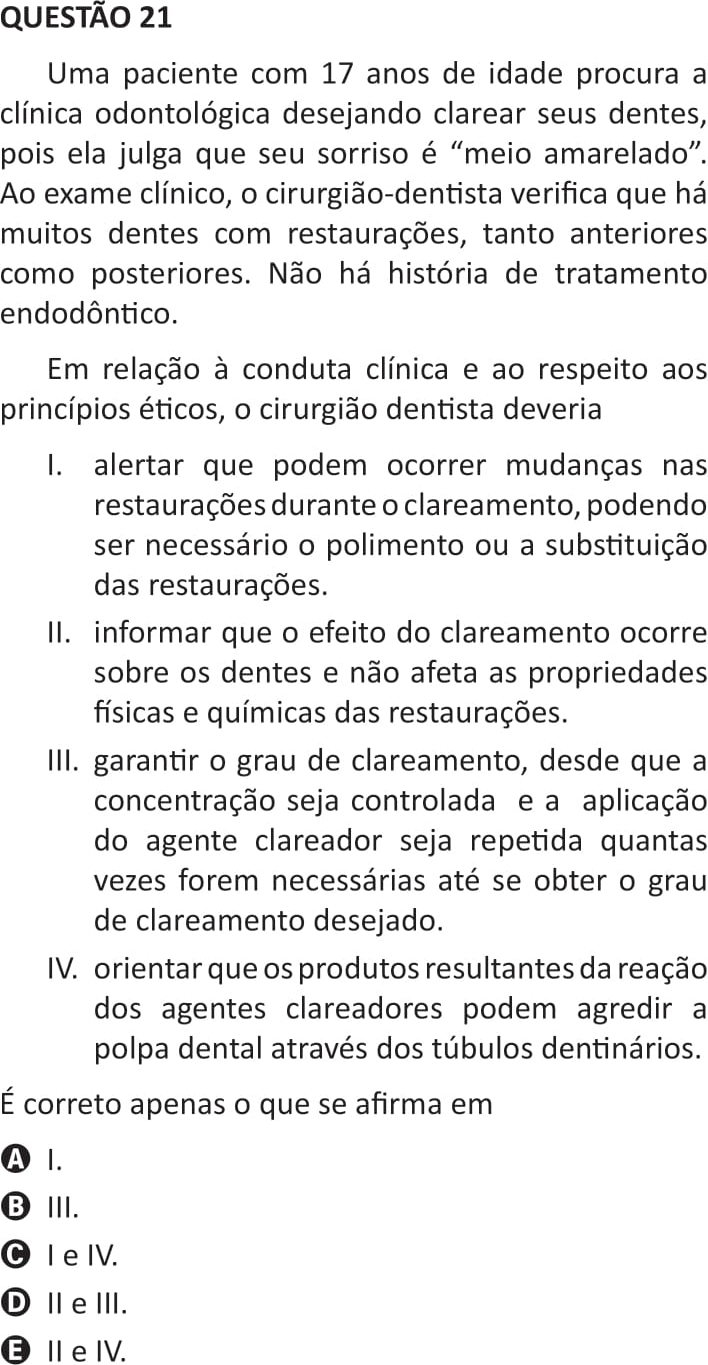 QUESTÃO 21
Uma paciente com 17 anos de idade procura a
clínica odontológica desejando clarear seus dentes,
pois ela julga que seu sorriso é “meio amarelado”.
Ao exame clínico, o cirurgião-dentista verifica que há
muitos dentes com restaurações, tanto anteriores
como posteriores. Não há história de tratamento
endodôntico.
Em relação à conduta clínica e ao respeito aos
princípios éticos, o cirurgião dentista deveria
I. alertar que podem ocorrer mudanças nas
restaurações durante o clareamento, podendo
ser necessário o polimento ou a substituição
das restaurações.
II. informar que o efeito do clareamento ocorre
sobre os dentes e não afeta as propriedades
físicas e químicas das restaurações.
III. garantir o grau de clareamento, desde que a
concentração seja controlada e a aplicação
do agente clareador seja repetida quantas
vezes forem necessárias até se obter o grau
de clareamento desejado.
IV. orientar que os produtos resultantes da reação
dos agentes clareadores podem agredir a
polpa dental através dos túbulos dentinários.
É correto apenas o que se afirma em
A I.
B III.
C I e IV.
D II e III.
E II e IV.